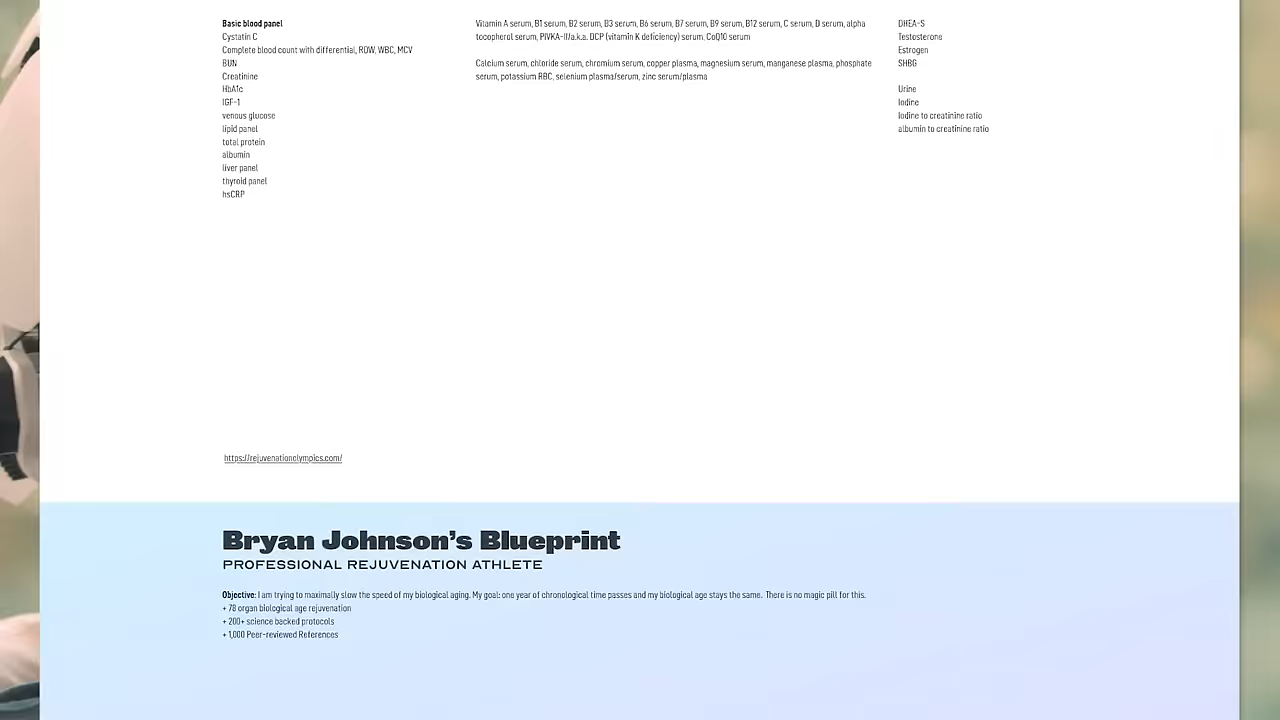 Basic blood panel
Cystatin C
Complete blood count with differential, RDW, WBC, MCV
BUN
Creatinine
HbA1c
IGF-1
venous glucose
lipid panel
total protein
albumin
liver panel
thyroid panel
hsCRP
Vitamin A serum, B1 serum, B2 serum, B3 serum, B6 serum, B7 serum, B9 serum, B12 serum, C serum, D serum, alpha
tocopherol serum, PIVKA-II/a.k.a. DCP (vitamin K deficiency) serum, CoQ10 serum
Calcium serum, chloride serum, chromium serum, copper plasma, magnesium serum, manganese plasma, phosphate
serum, potassium RBC, selenium plasma/serum, zinc serum/plasma
DHEA-S
Testosterone
Estrogen
SHBG
Urine
Iodine
Iodine to creatinine ratio
albumin to creatinine ratio
https://rejuvenationolympics.com/
Bryan Johnson's Blueprint
PROFESSIONAL REJUVENATION ATHLETE
Objective: I am trying to maximally slow the speed of my biological aging. My goal: one year of chronological time passes and my biological age stays the same. There is no magic pill for this.
+ 78 organ biological age rejuvenation
+ 200+ science backed protocols
+ 1,000 Peer-reviewed References